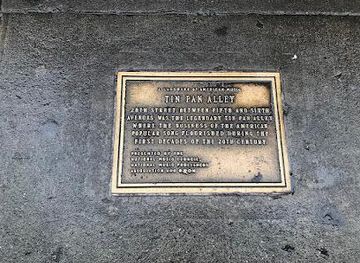 A LANDMARK OF AMERICAN MUSIC
TIN PAN ALLEY
28TH STREET BETWEEN FIFTH AND SIXTH
AVENUES WAS THE LEGENDARY TIN PAN ALLEY
WHERE THE BUSINESS OF THE AMERICAN
POPULAR SONG FLOURISHED DURING THE
FIRST DECADES OF THE 20TH CENTURY
PRESENTED BY THE
NATIONAL MUSIC COUNCIL
NATIONAL MUSIC PUBLISHERS
ASSOCIATION AND